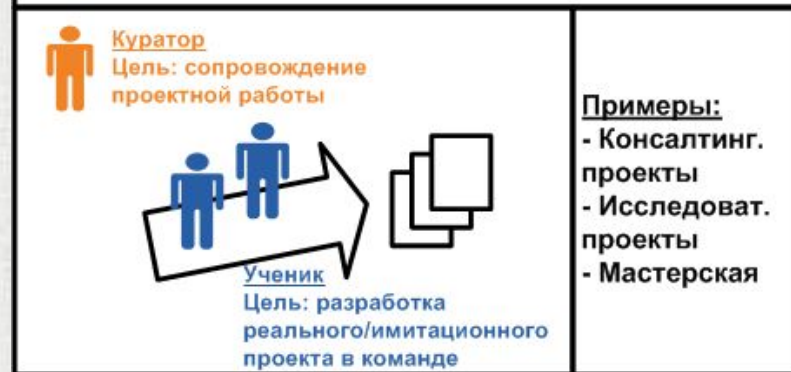 Куратор
Цель: сопровождение
проектной работы
Ученик
Цель: разработка
реального/имитационного
проекта в команде
Примеры:
- Консалтинг.
проекты
- Исследоват.
проекты
- Мастерская